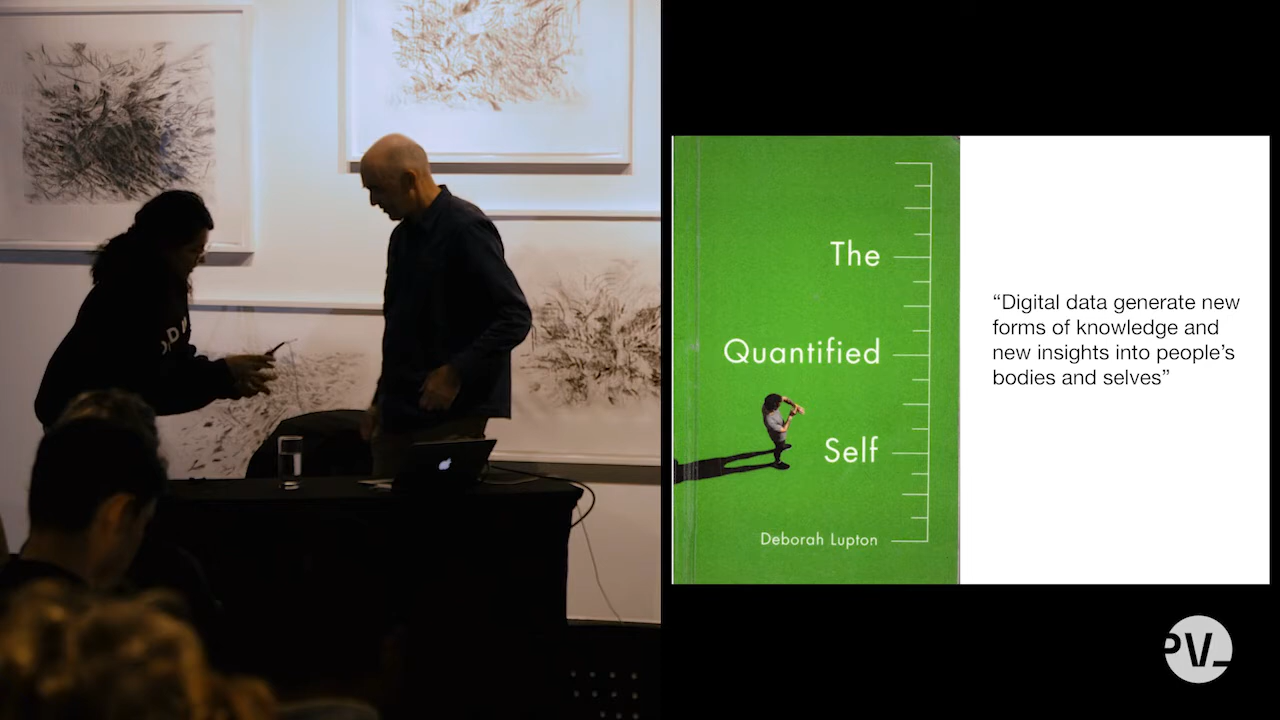 The
Quantified
Self
Deborah Lupton
“Digital data generate new
forms of knowledge and
new insights into people’s
bodies and selves”
PV_